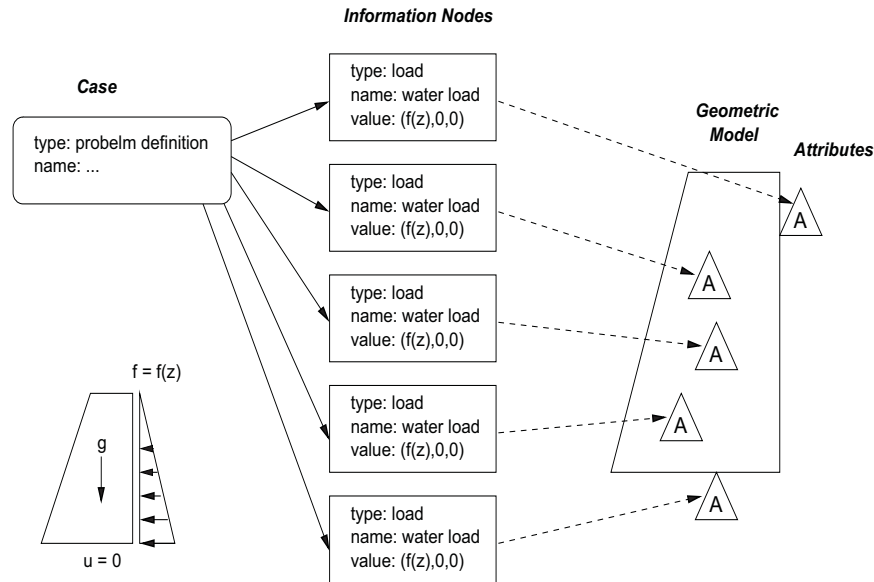 Information Nodes
Case
type: probelm definition
name: ...
type: load
name: water load
value: (f(z),0,0)
type: load
name: water load
value: (f(z),0,0)
type: load
name: water load
value: (f(z),0,0)
type: load
name: water load
value: (f(z),0,0)
type: load
name: water load
value: (f(z),0,0)
Geometric
Model
Attributes
A
A
A
A
A
f = f(z)
g
u = 0